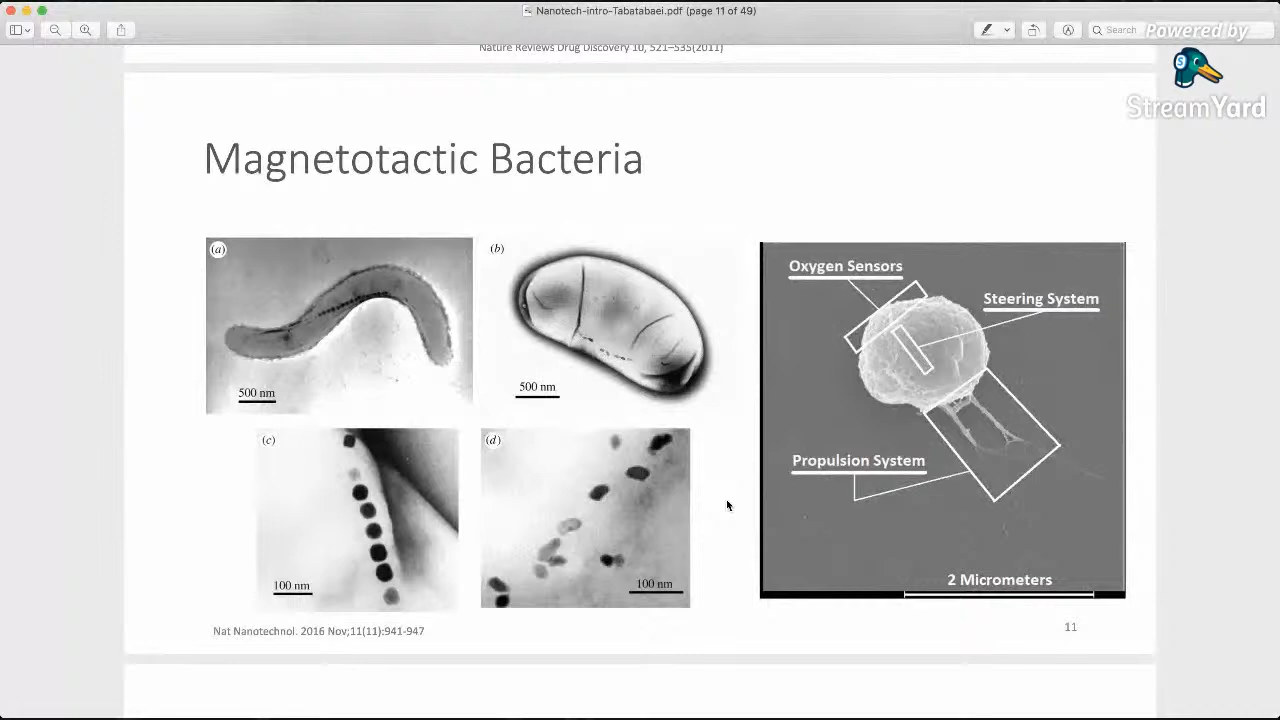 Nanotech-intro-Tabatabaei.pdf (page 11 of 49)
Search
Powered by
S
StreamYard
Nature Reviews Drug Discovery 10, 521–535(2011)
Magnetotactic Bacteria
(a)
500 nm
(b)
500 nm
(c)
100 nm
(d)
100 nm
Oxygen Sensors
Steering System
Propulsion System
2 Micrometers
Nat Nanotechnol. 2016 Nov;11(11):941-947
11